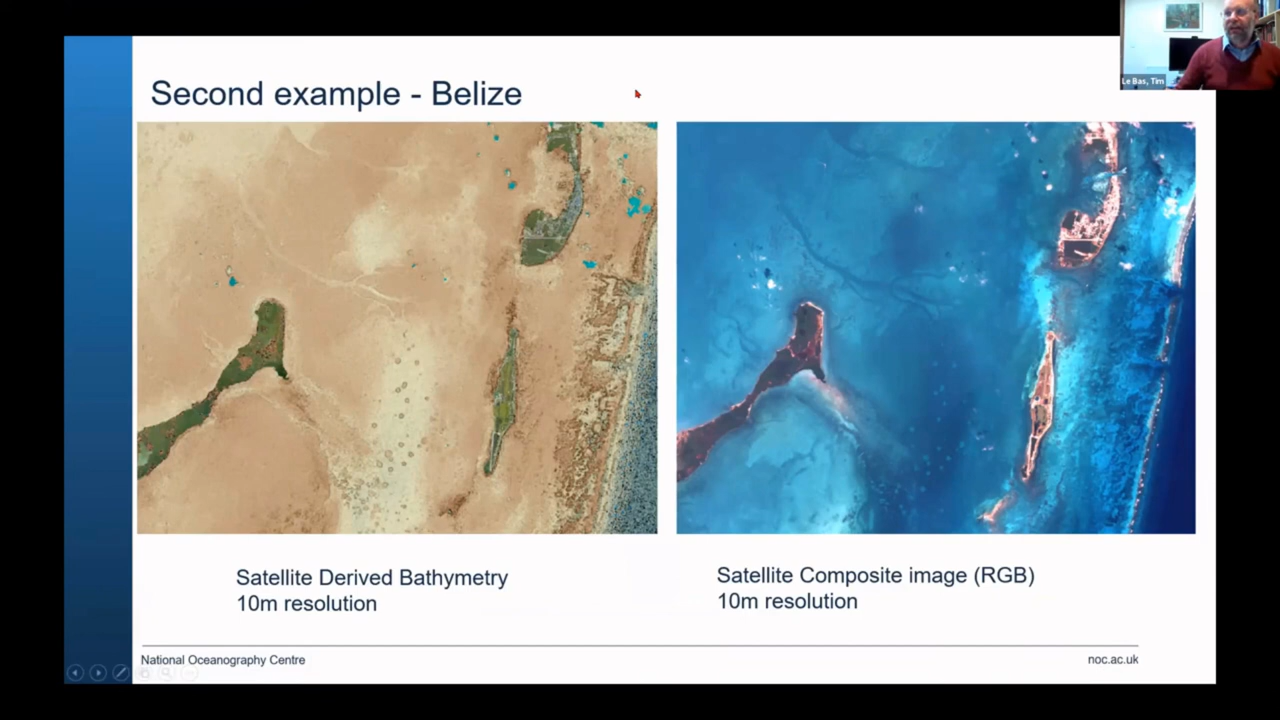 Le Bas, Tim
Second example - Belize
Satellite Derived Bathymetry
10m resolution
Satellite Composite image (RGB)
10m resolution
National Oceanography Centre
noc.ac.uk